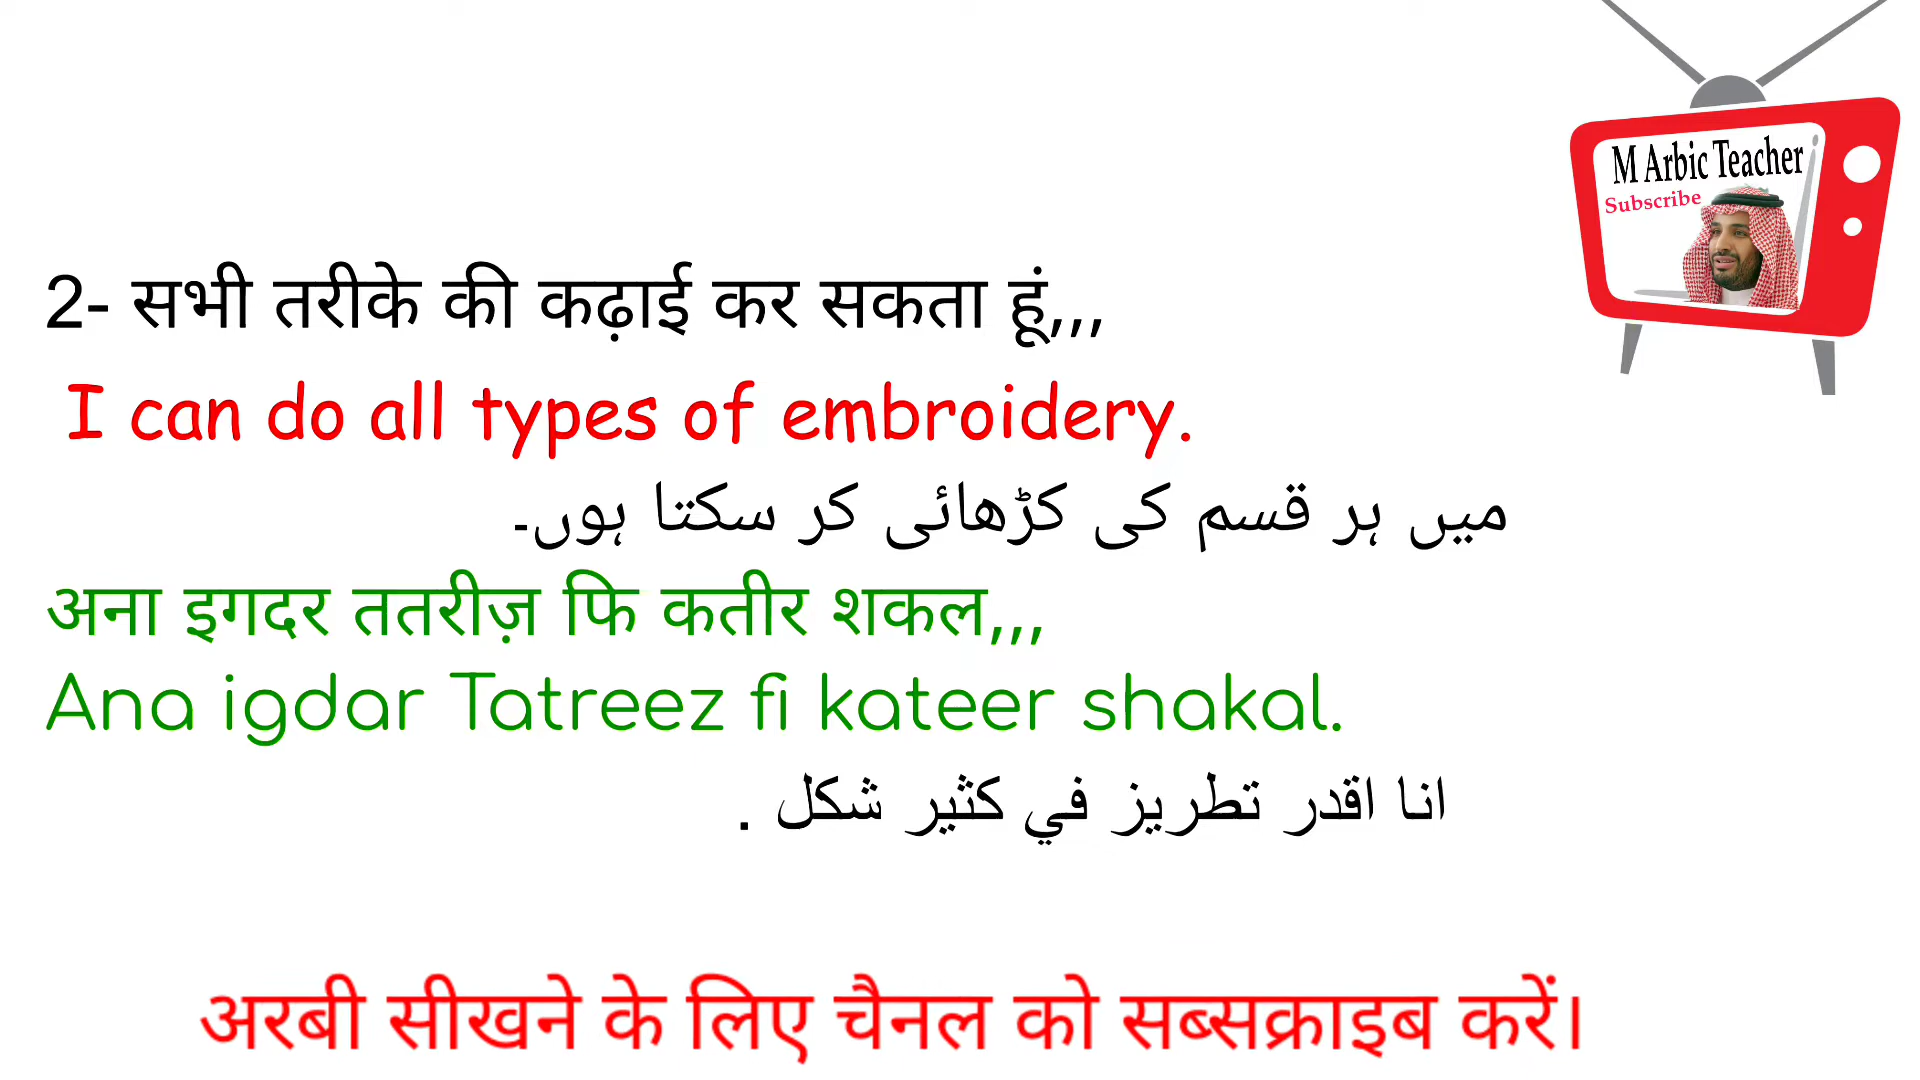 M Arbic Teacher
Subscribe
2- सभी तरीके की कढ़ाई कर सकता हूं,,,
I can do all types of embroidery.
میں ہر قسم کی کڑھائی کر سکتا ہوں۔
अना इगदर ततरीज़ फि कतीर शकल,,,
Ana igdar Tatreez fi kateer shakal.
انا اقدر تطريز في كثير شكل .
अरबी सीखने के लिए चैनल को सब्सक्राइब करें।